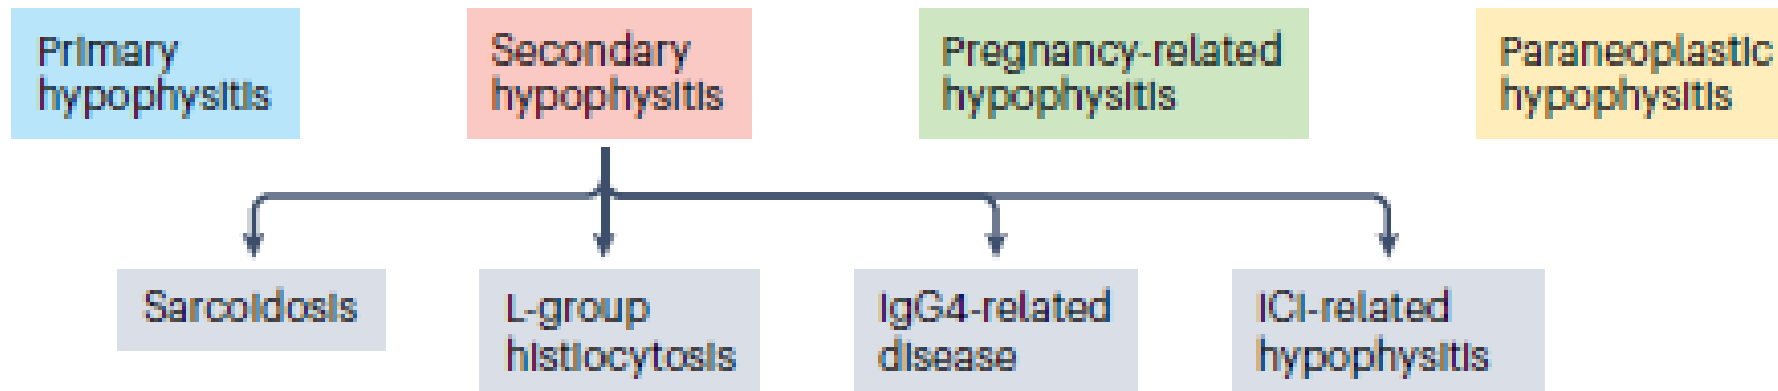 Primary
hypophysitis
Secondary
hypophysitis
Pregnancy-related
hypophysitis
Paraneoplastic
hypophysitis
Sarcoidosis
L-group
histiocytosis
IgG4-related
disease
ICI-related
hypophysitis